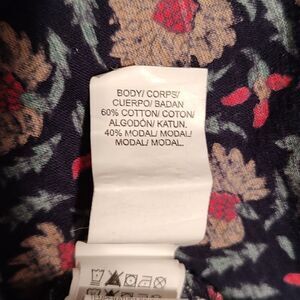 BODY/ CORPS/
CUERPO/ BADAN
60% COTTON/ COTON/
ALGODÓN/ KATUN.
40% MODAL/ MODAL/
MODAL/ MODAL.